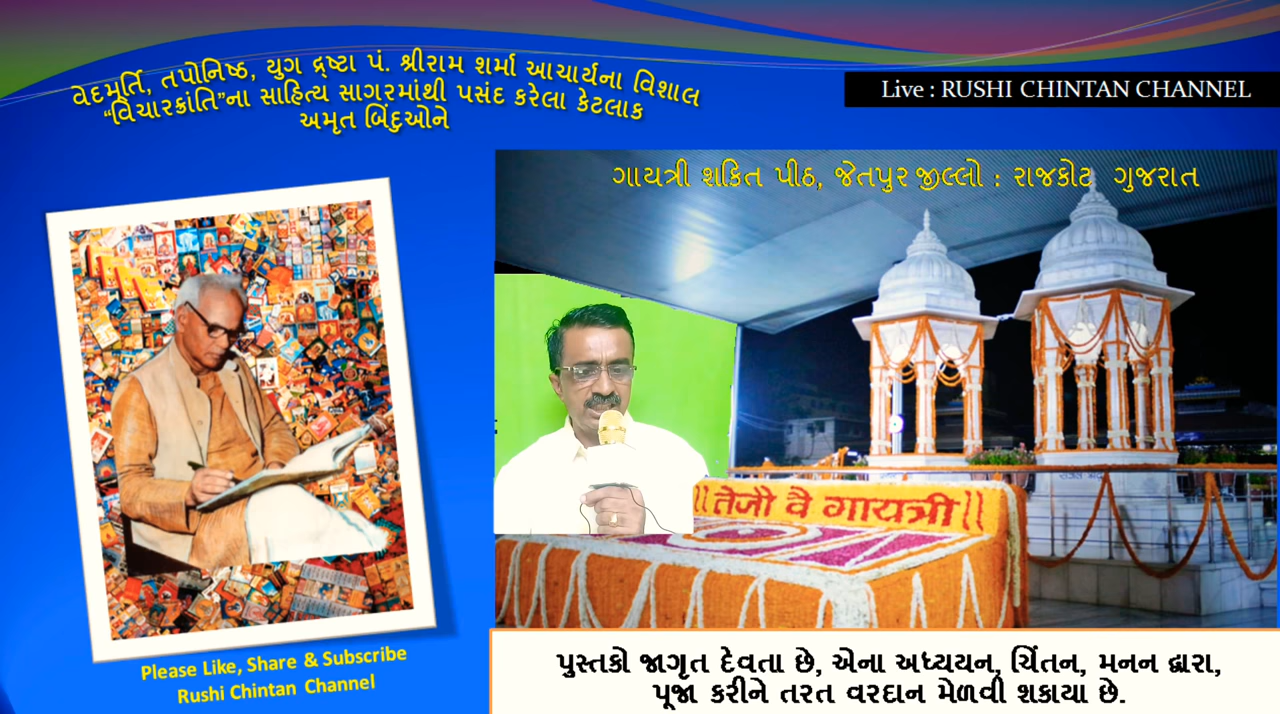 વેદમૂર્તિ, તપોનિષ્ઠ, યુગ દ્રષ્ટા પં. શ્રીરામ શર્મા આચાર્યના વિશાલ
“વિચારક્રાંતિ”ના સાહિત્ય સાગરમાંથી પસંદ કરેલા કેટલાક
અમૃત બિંદુઓને
Live : RUSHI CHINTAN CHANNEL
ગાયત્રી શકિત પીઠ, જેતપુર જીલ્લો : રાજકોટ ગુજરાત
||तेजो वै गायत्री||
Please Like, Share & Subscribe
Rushi Chintan Channel
પુસ્તકો જાગૃત દેવતા છે, એના અધ્યયન, ચિંતન, મનન દ્વારા,
પૂજા કરીને તરત વરદાન મેળવી શકાયા છે.